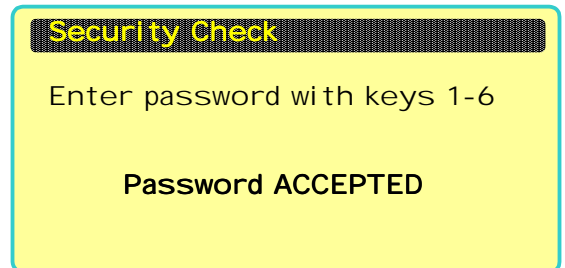 Security Check
Enter password with keys 1-6
Password ACCEPTED